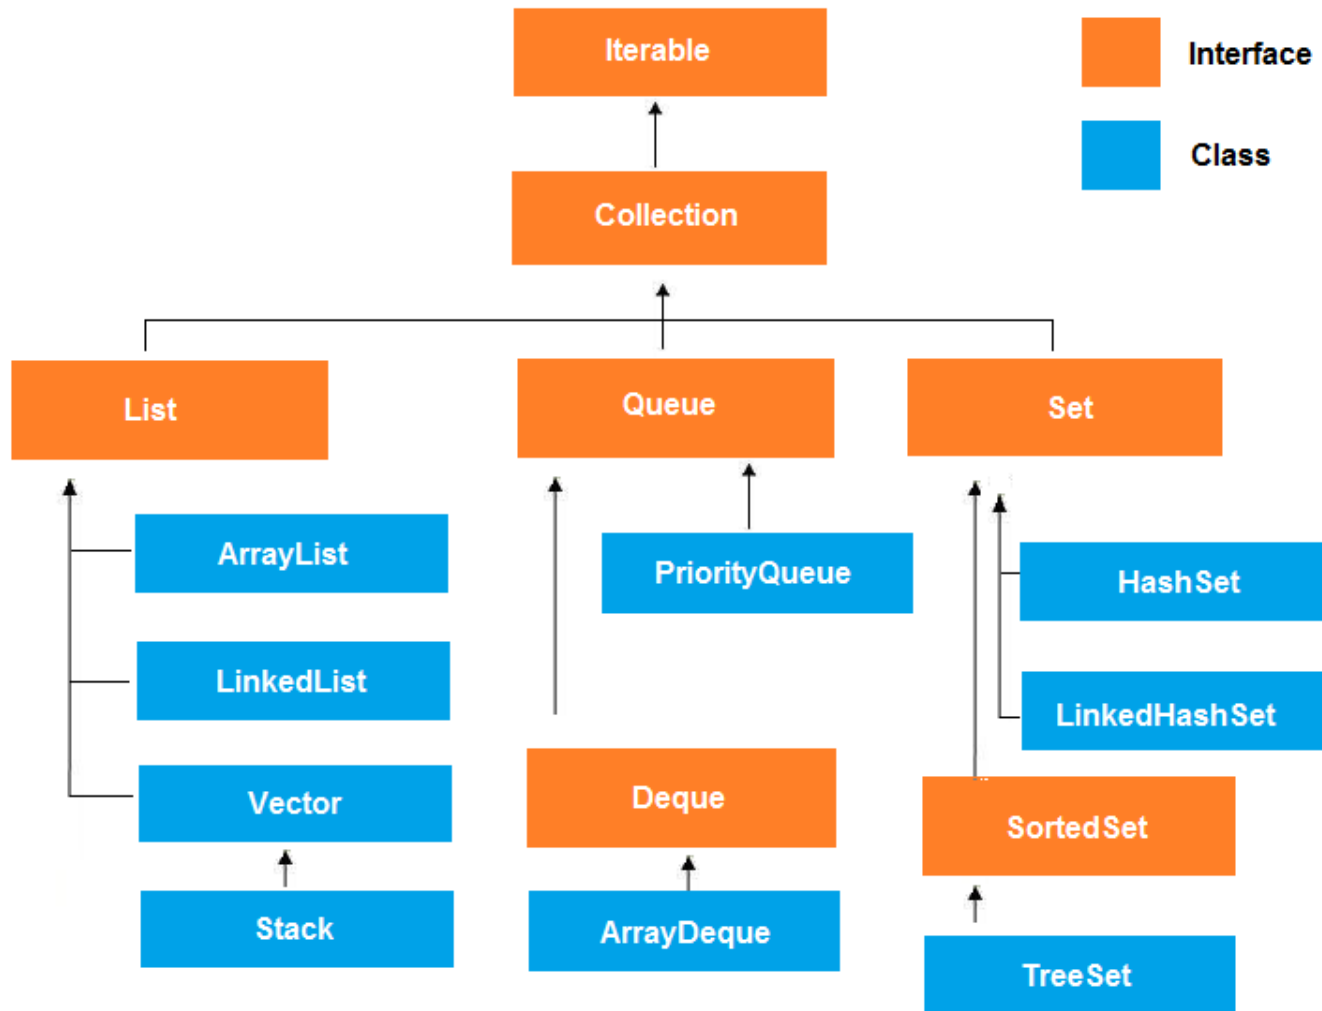 Iterable
Interface
Class
Collection
List
Queue
Set
ArrayList
PriorityQueue
HashSet
LinkedList
LinkedHashSet
Vector
Deque
SortedSet
Stack
ArrayDeque
TreeSet